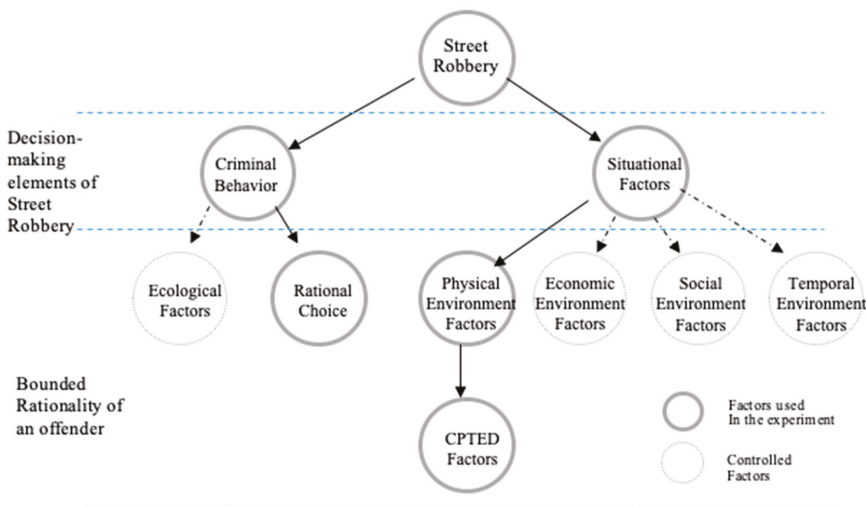 Street
Robbery
Decision-
making
elements of
Street
Robbery
Criminal
Behavior
Situational
Factors
Ecological
Factors
Rational
Choice
Physical
Environment
Factors
Economic
Environment
Factors
Social
Environment
Factors
Temporal
Environment
Factors
Bounded
Rationality of
an offender
CPTED
Factors
Factors used
In the experiment
Controlled
Factors